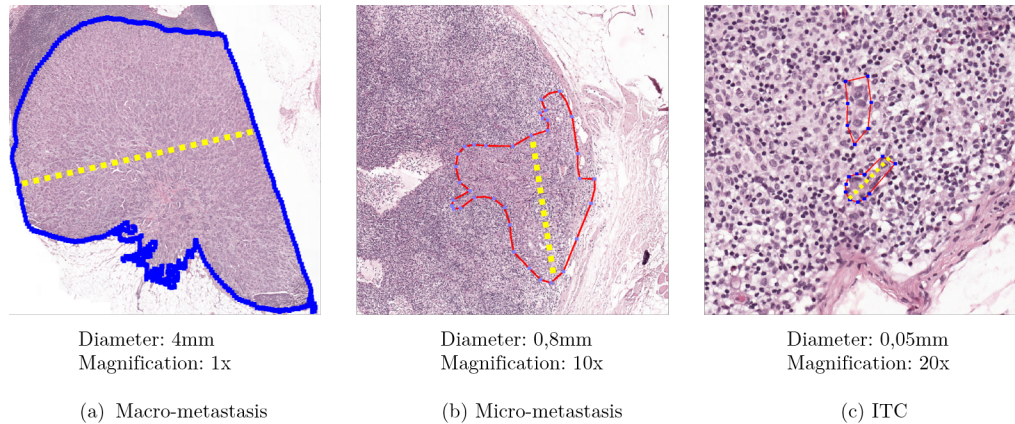 Diameter: 4mm
Magnification: 1x
(a) Macro-metastasis
Diameter: 0,8mm
Magnification: 10x
(b) Micro-metastasis
Diameter: 0,05mm
Magnification: 20x
(c) ITC